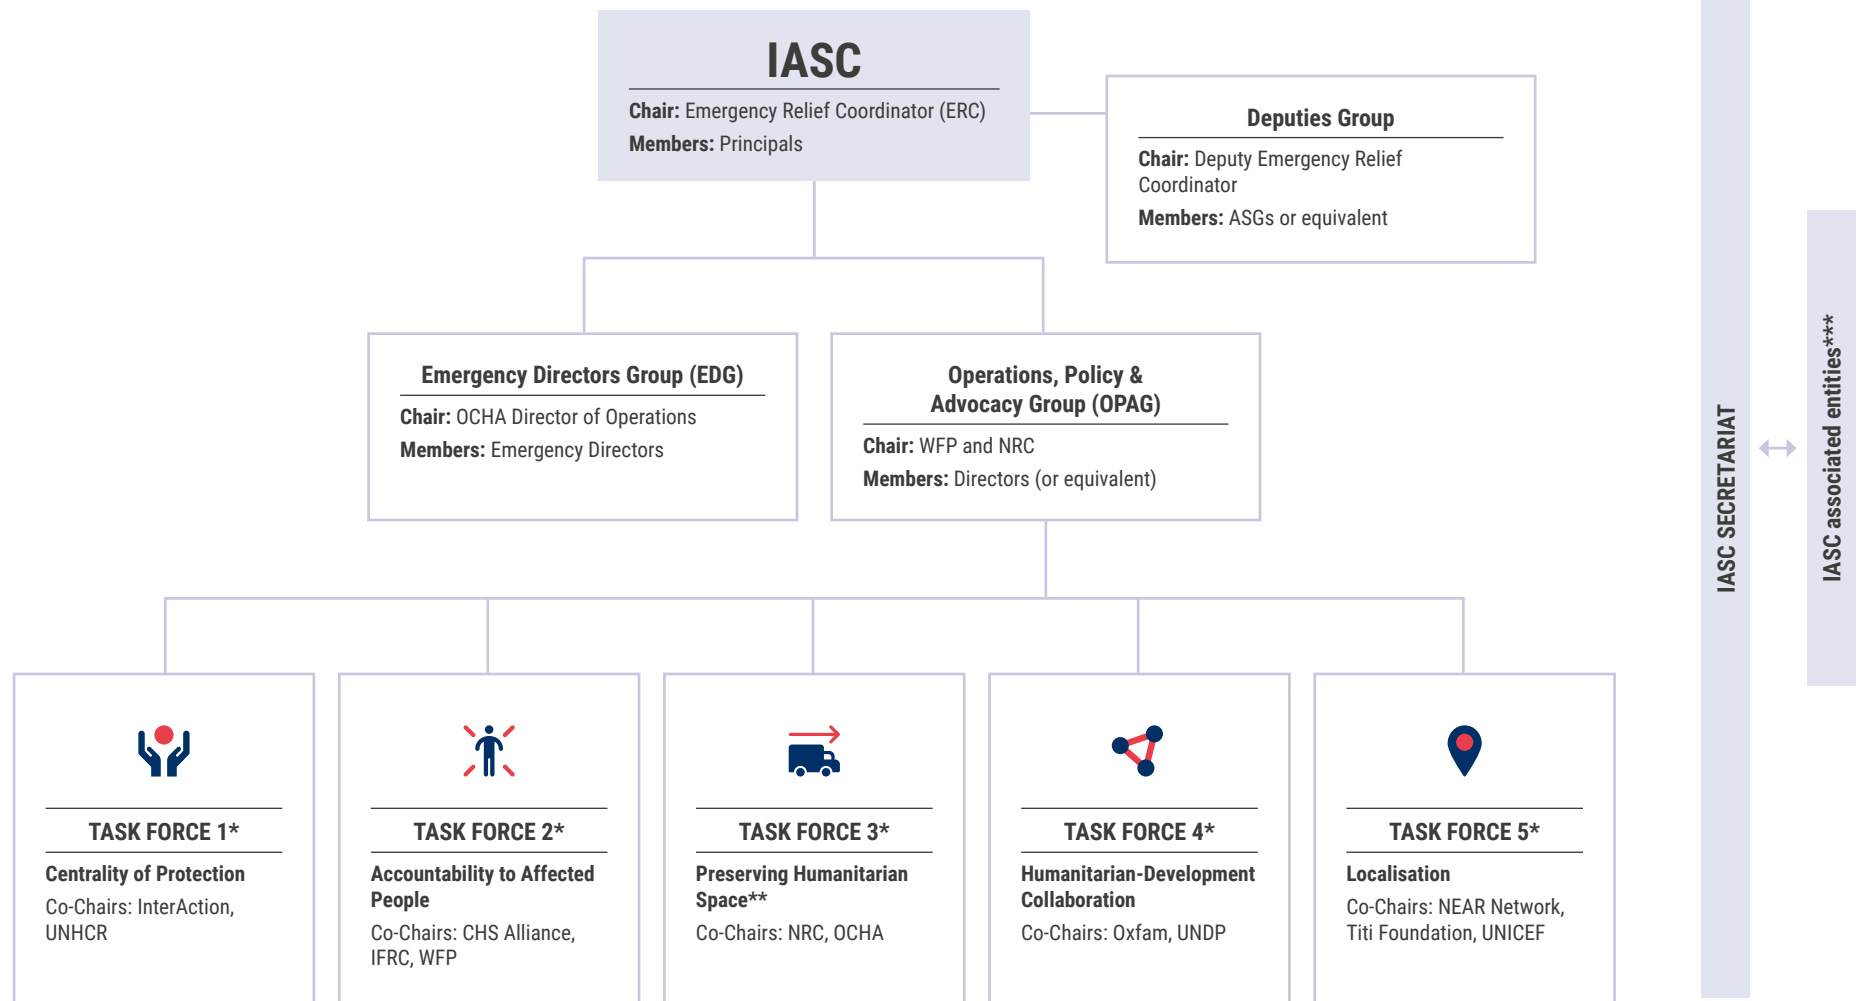 IASC
Chair: Emergency Relief Coordinator (ERC)
Members: Principals
Deputies Group
Chair: Deputy Emergency Relief
Coordinator
Members: ASGs or equivalent
Emergency Directors Group (EDG)
Chair: OCHA Director of Operations
Members: Emergency Directors
Operations, Policy &
Advocacy Group (OPAG)
Chair: WFP and NRC
Members: Directors (or equivalent)
TASK FORCE 1*
Centrality of Protection
Co-Chairs: InterAction,
UNHCR
TASK FORCE 2*
Accountability to Affected
People
Co-Chairs: CHS Alliance,
IFRC, WFP
TASK FORCE 3*
Preserving Humanitarian
Space**
Co-Chairs: NRC, OCHA
TASK FORCE 4*
Humanitarian-Development
Collaboration
Co-Chairs: Oxfam, UNDP
TASK FORCE 5*
Localisation
Co-Chairs: NEAR Network,
Titi Foundation, UNICEF
IASC SECRETARIAT
IASC associated entities***